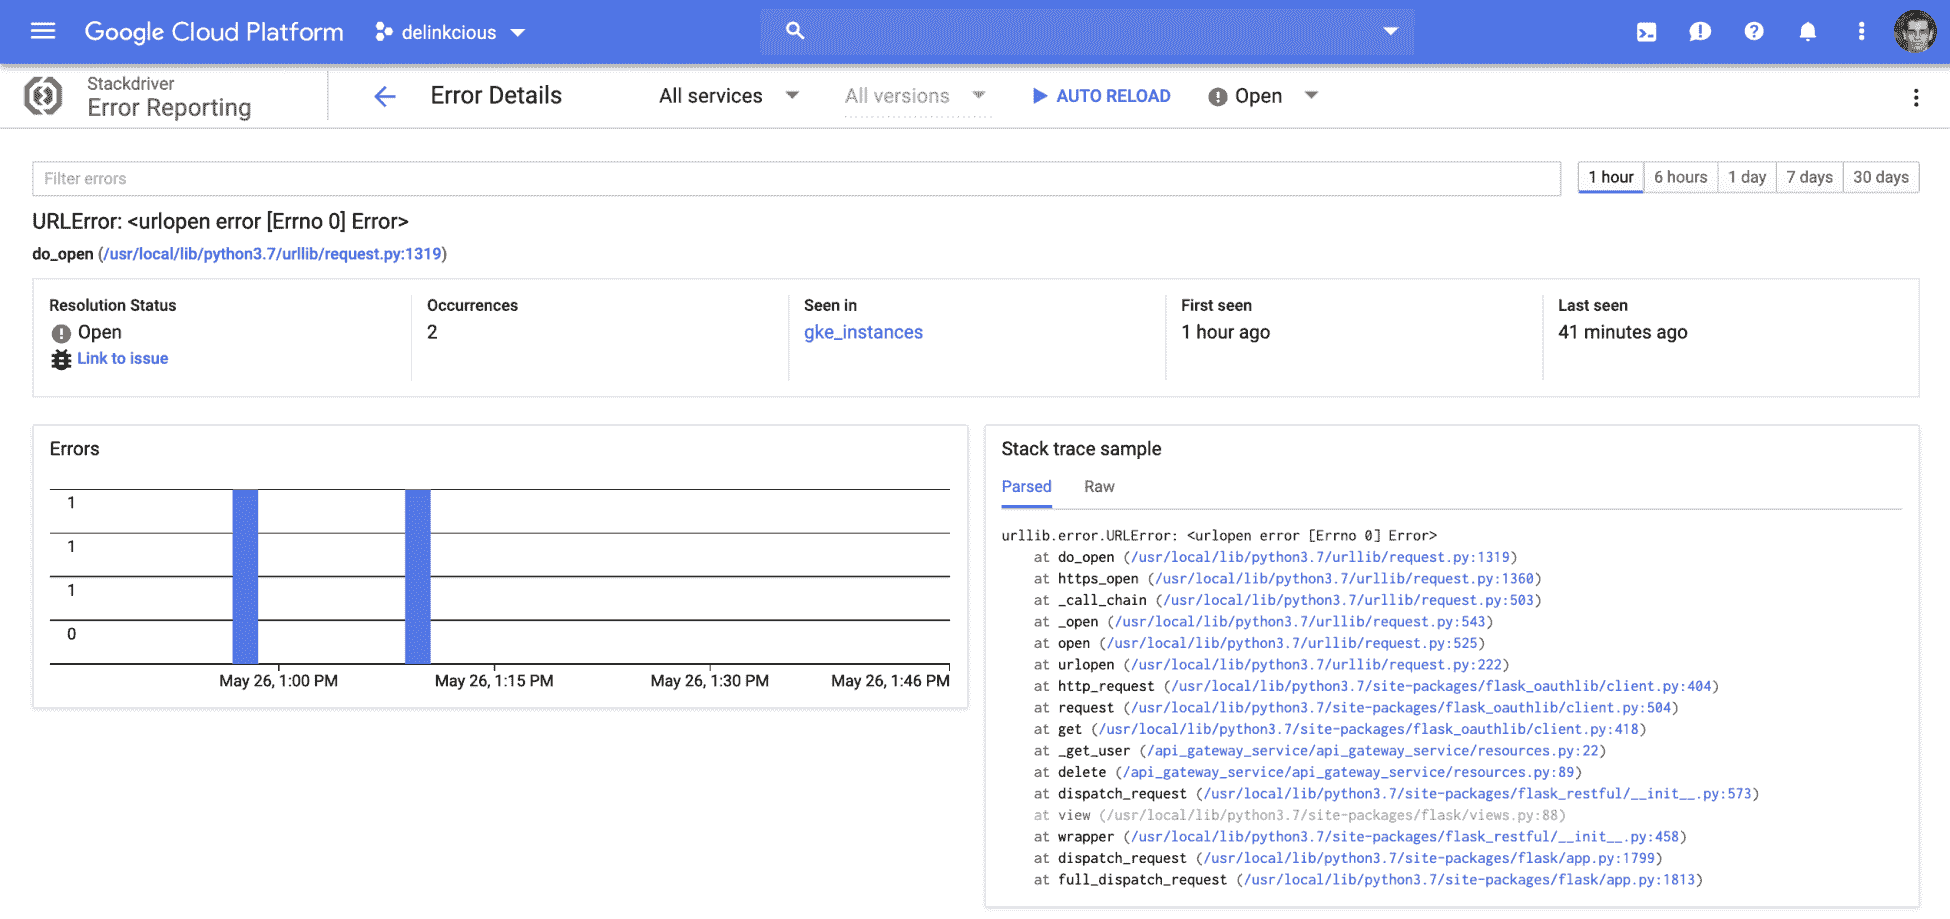 Google Cloud Platform
delinkcious
Stackdriver
Error Reporting
Error Details
All services
All versions
AUTO RELOAD
Open
Filter errors
1 hour
6 hours
1 day
7 days
30 days
URLError: <urlopen error [Errno 0] Error>
do_open (/usr/local/lib/python3.7/urllib/request.py:1319)
Resolution Status
Open
Link to issue
Occurrences
2
Seen in
gke_instances
First seen
1 hour ago
Last seen
41 minutes ago
Errors
1
1
1
0
May 26, 1:00 PM
May 26, 1:15 PM
May 26, 1:30 PM
May 26, 1:46 PM
Stack trace sample
Parsed
Raw
urllib.error.URLError: <urlopen error [Errno 0] Error>
at do_open (/usr/local/lib/python3.7/urllib/request.py:1319)
at https_open (/usr/local/lib/python3.7/urllib/request.py:1360)
at _call_chain (/usr/local/lib/python3.7/urllib/request.py:503)
at _open (/usr/local/lib/python3.7/urllib/request.py:543)
at open (/usr/local/lib/python3.7/urllib/request.py:525)
at urlopen (/usr/local/lib/python3.7/urllib/request.py:222)
at http_request (/usr/local/lib/python3.7/site-packages/flask_oauthlib/client.py:404)
at request (/usr/local/lib/python3.7/site-packages/flask_oauthlib/client.py:504)
at get (/usr/local/lib/python3.7/site-packages/flask_oauthlib/client.py:418)
at _get_user (/api_gateway_service/api_gateway_service/resources.py:22)
at delete (/api_gateway_service/api_gateway_service/resources.py:89)
at dispatch_request (/usr/local/lib/python3.7/site-packages/flask_restful/__init__.py:573)
at view (/usr/local/lib/python3.7/site-packages/flask/views.py:88)
at wrapper (/usr/local/lib/python3.7/site-packages/flask_restful/__init__.py:458)
at dispatch_request (/usr/local/lib/python3.7/site-packages/flask/app.py:1799)
at full_dispatch_request (/usr/local/lib/python3.7/site-packages/flask/app.py:1813)